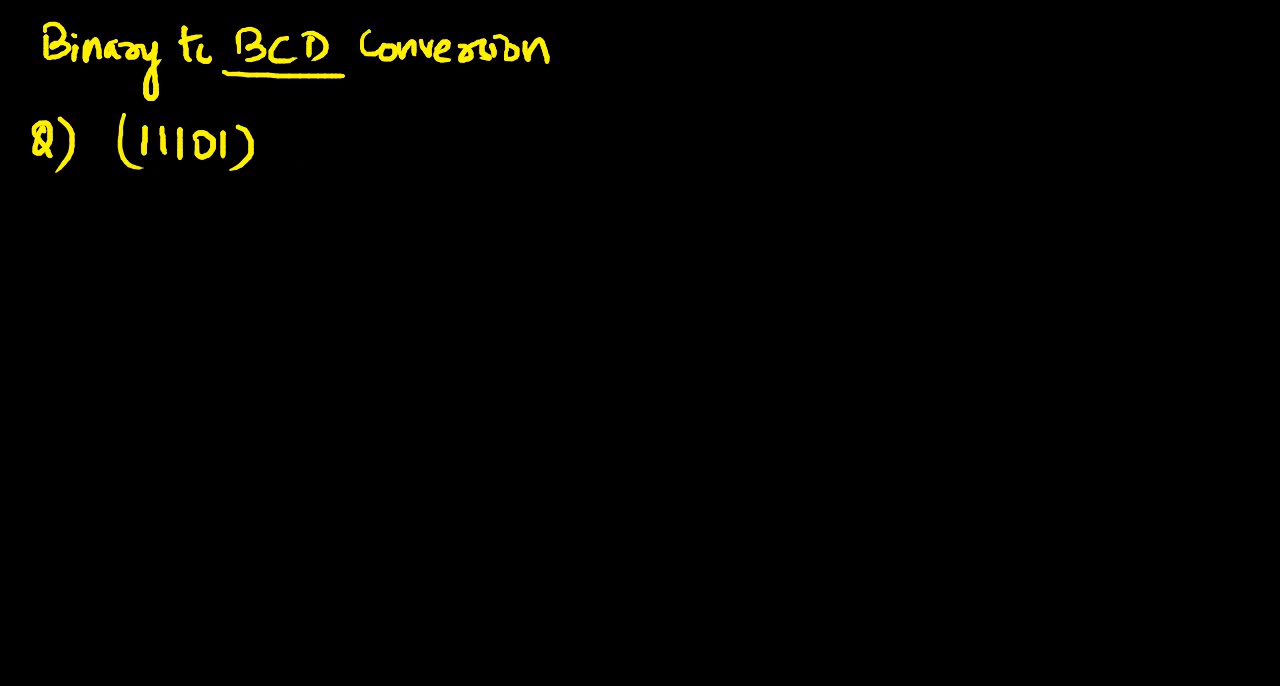 Binary to BCD Conversion
Q) (11101)